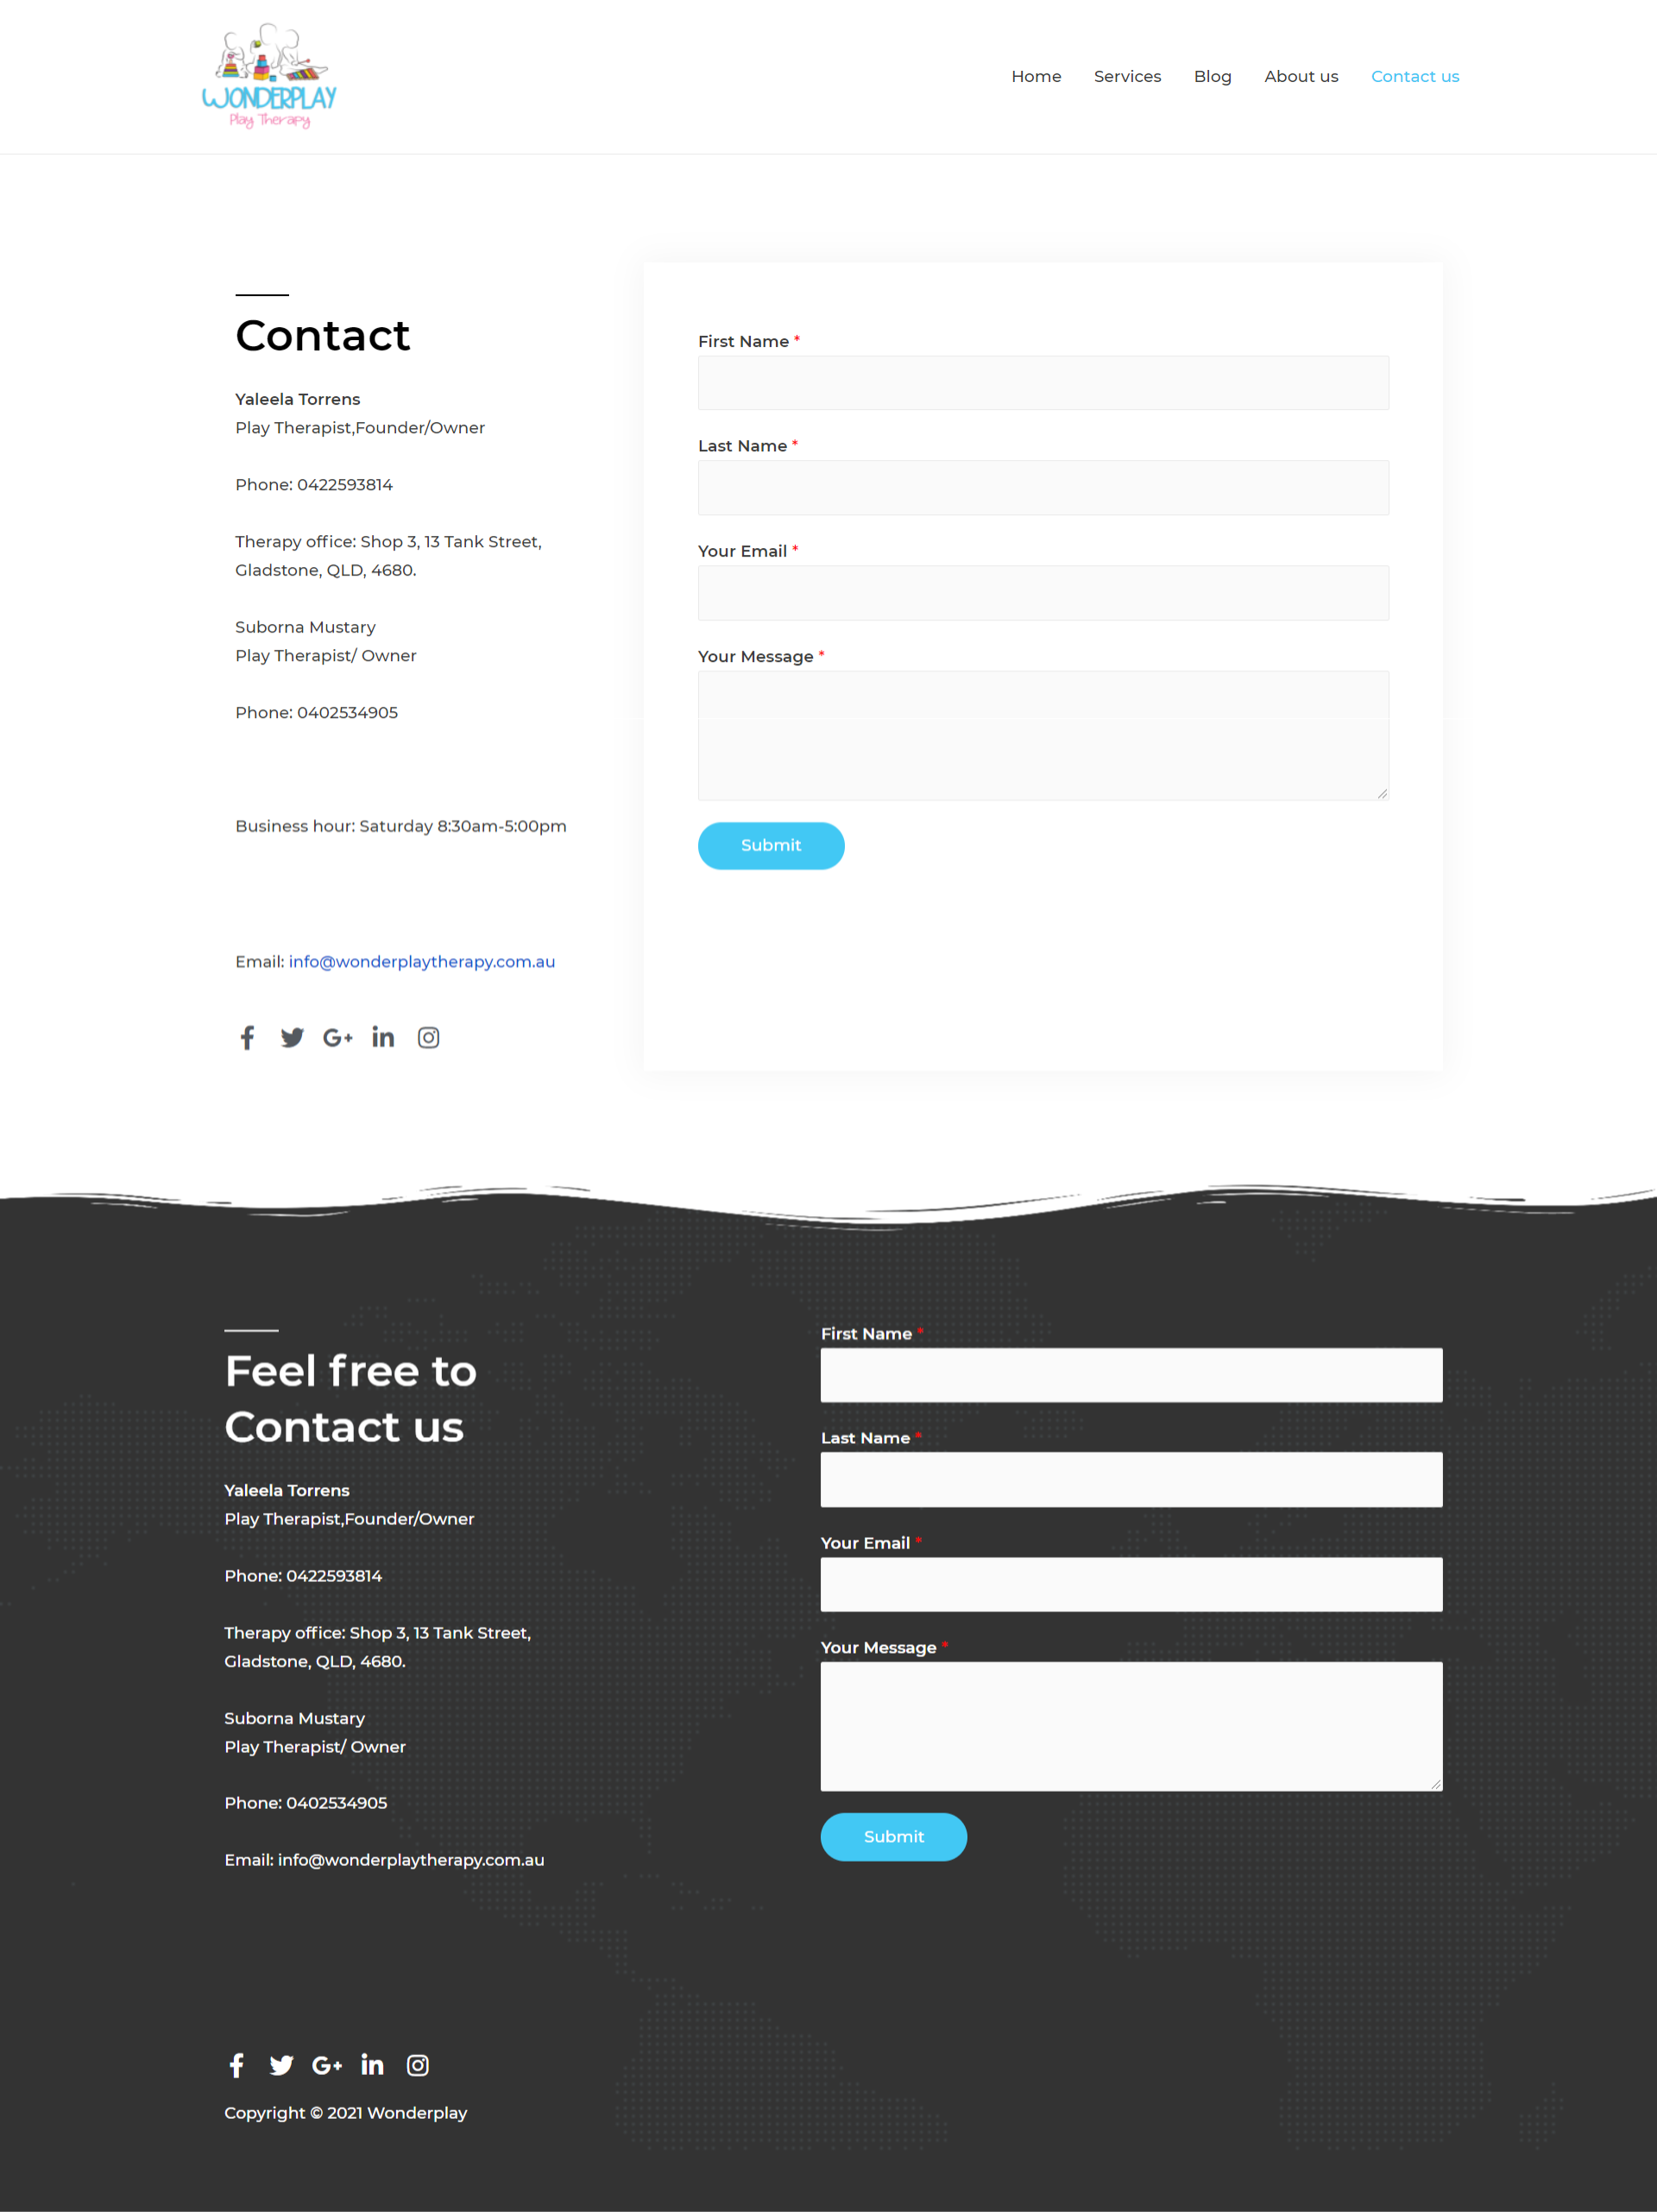 WONDERPLAY
Play Therapy
Home
Services
Blog
About us
Contact us
Contact
Yaleela Torrens
Play Therapist,Founder/Owner
Phone: 0422593814
Therapy office: Shop 3, 13 Tank Street,
Gladstone, QLD, 4680.
Suborna Mustary
Play Therapist/ Owner
Phone: 0402534905
Business hour: Saturday 8:30am-5:00pm
Email: info@wonderplaytherapy.com.au
First Name *
Last Name *
Your Email *
Your Message *
Submit
Feel free to
Contact us
Yaleela Torrens
Play Therapist,Founder/Owner
Phone: 0422593814
Therapy office: Shop 3, 13 Tank Street,
Gladstone, QLD, 4680.
Suborna Mustary
Play Therapist/ Owner
Phone: 0402534905
Email: info@wonderplaytherapy.com.au
First Name *
Last Name *
Your Email *
Your Message *
Submit
Copyright © 2021 Wonderplay